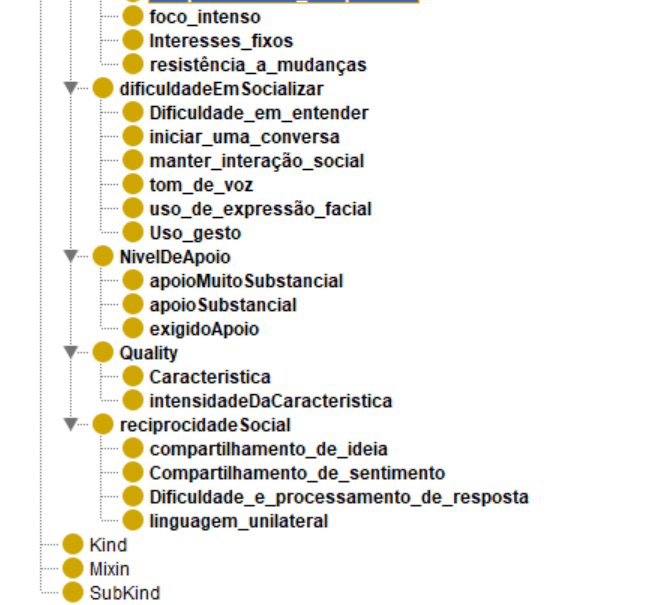 foco_intenso
Interesses_fixos
resistência_a_mudanças
dificuldadeEmSocializar
Dificuldade_em_entender
iniciar_uma_conversa
manter_interação_social
tom_de_voz
uso_de_expressão_facial
Uso_gesto
NivelDeApoio
apoioMuitoSubstancial
apoioSubstancial
exigidoApoio
Quality
Caracteristica
intensidadeDaCaracteristica
reciprocidadeSocial
compartilhamento_de_ideia
Compartilhamento_de_sentimento
Dificuldade_e_processamento_de_resposta
linguagem_unilateral
Kind
Mixin
SubKind